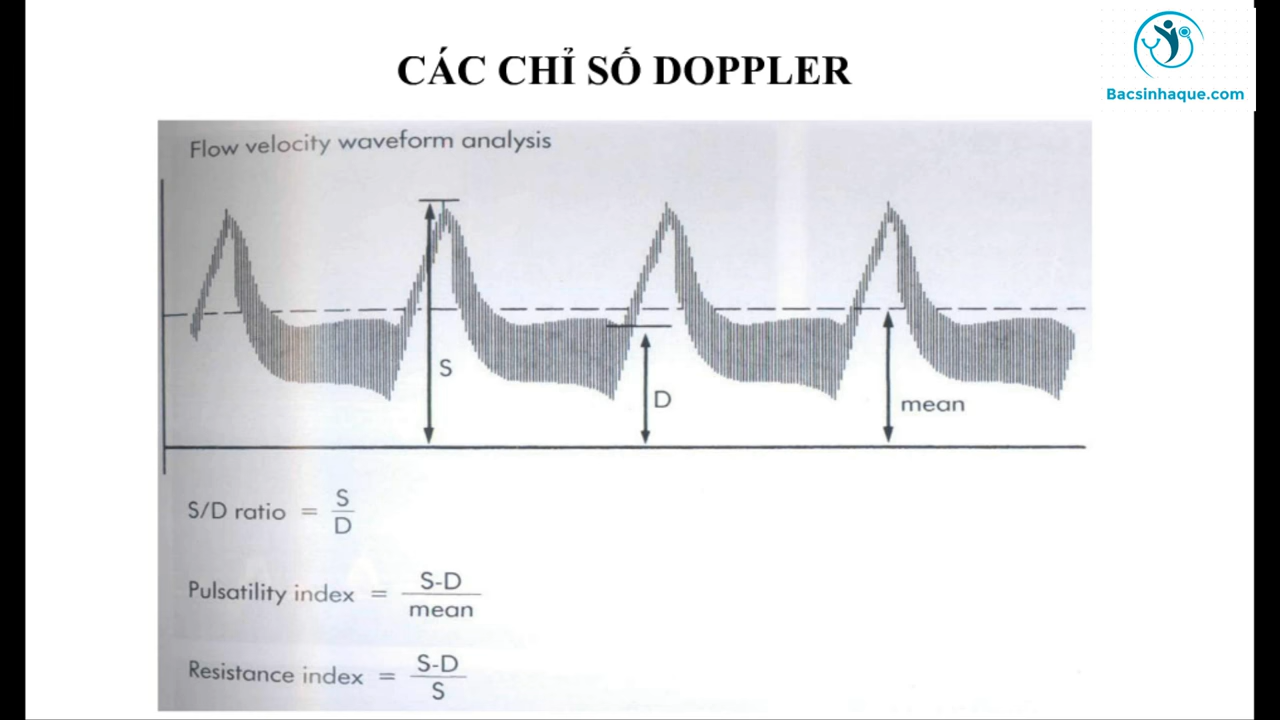 CÁC CHỈ SỐ DOPPLER
Bacsinhaque.com
Flow velocity waveform analysis
S
D
mean
S/D ratio = S
D
Pulsatility index = S-D
mean
Resistance index = S-D
S